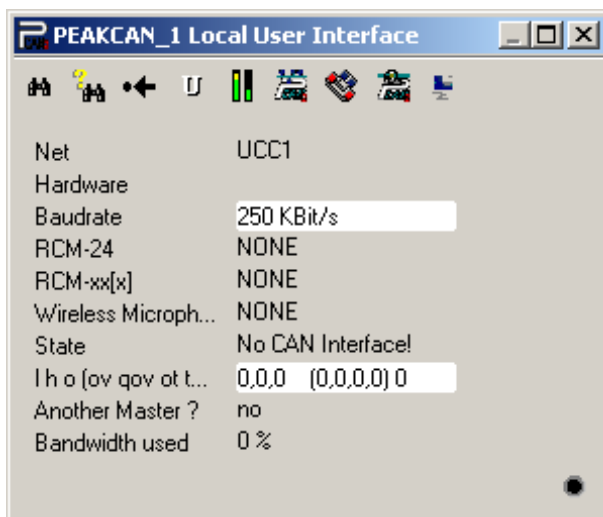 PEAKCAN_1 Local User Interface
Net UCC1
Hardware
Baudrate 250 KBit/s
RCM-24 NONE
RCM-xx[x] NONE
Wireless Microph... NONE
State No CAN Interface!
l h o (ov qov ot t... 0,0,0 (0,0,0,0) 0
Another Master ? no
Bandwidth used 0 %